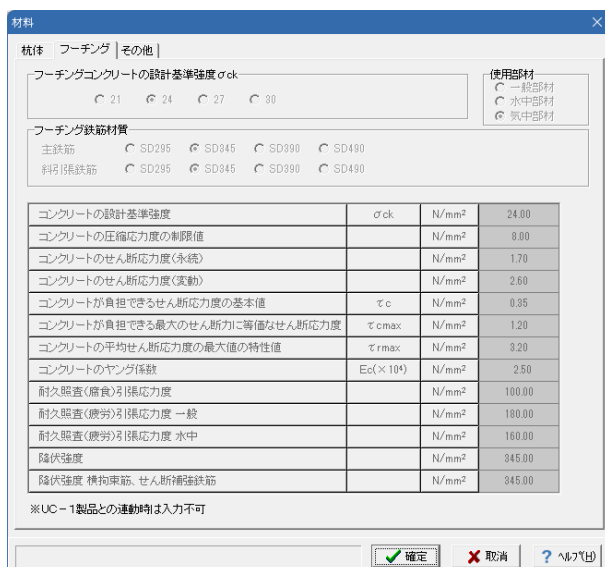 材料
杭体 フーチング その他
フーチングコンクリートの設計基準強度σck
21 24 27 30
使用部材
一般部材
水中部材
気中部材
フーチング鉄筋材質
主鉄筋 SD295 SD345 SD390 SD490
斜引張鉄筋 SD295 SD345 SD390 SD490
コンクリートの設計基準強度 σck N/mm² 24.00
コンクリートの圧縮応力度の制限値 N/mm² 8.00
コンクリートのせん断応力度(永続) N/mm² 1.70
コンクリートのせん断応力度(変動) N/mm² 2.60
コンクリートが負担できるせん断応力度の基本値 τc N/mm² 0.35
コンクリートが負担できる最大のせん断力に等価なせん断応力度 τcmax N/mm² 1.20
コンクリートの平均せん断応力度の最大値の特性値 τrmax N/mm² 3.20
コンクリートのヤング係数 Ec(×10⁴) N/mm² 2.50
耐久照査(腐食)引張応力度 N/mm² 100.00
耐久照査(疲労)引張応力度 一般 N/mm² 180.00
耐久照査(疲労)引張応力度 水中 N/mm² 160.00
降伏強度 N/mm² 345.00
降伏強度 横拘束筋、せん断補強鉄筋 N/mm² 345.00
※UC-1製品との連動時は入力不可
確定 取消 ? ヘルプ(H)